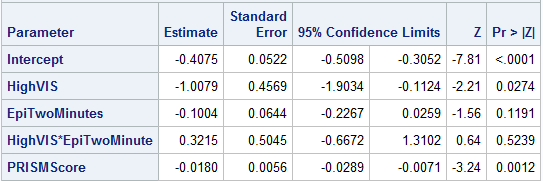 Parameter Estimate Standard Error 95% Confidence Limits Z Pr > |Z|
Intercept -0.4075 0.0522 -0.5098 -0.3052 -7.81 <.0001
HighVIS -1.0079 0.4569 -1.9034 -0.1124 -2.21 0.0274
EpiTwoMinutes -0.1004 0.0644 -0.2267 0.0259 -1.56 0.1191
HighVIS*EpiTwoMinute 0.3215 0.5045 -0.6672 1.3102 0.64 0.5239
PRISMScore -0.0180 0.0056 -0.0289 -0.0071 -3.24 0.0012